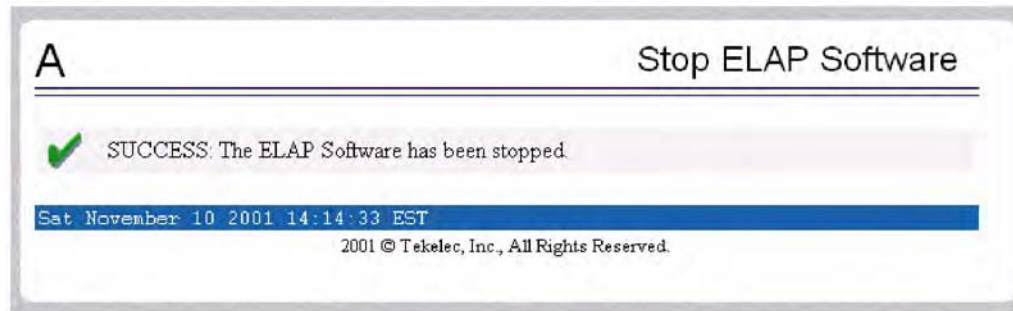 A
Stop ELAP Software
SUCCESS: The ELAP Software has been stopped.
Sat November 10 2001 14:14:33 EST
2001 © Tekelec, Inc., All Rights Reserved.